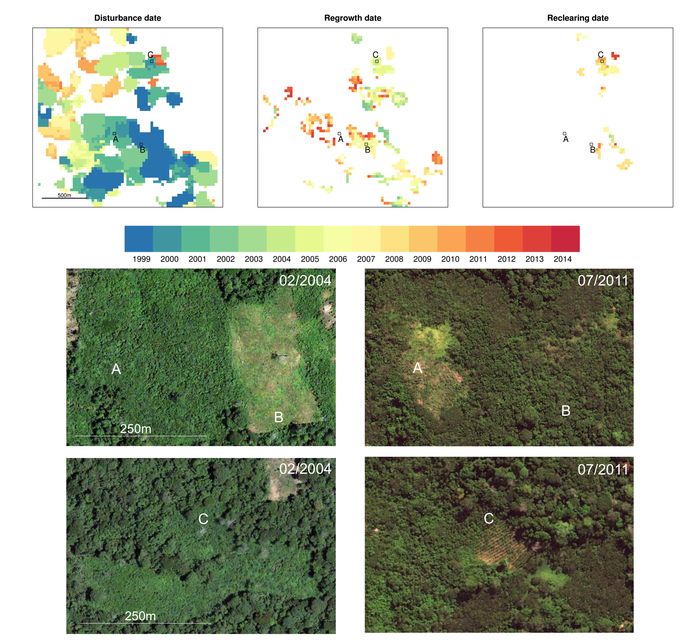 Disturbance date Regrowth date Reclearing date
C C C
A A A
B B B
500m
1999 2000 2001 2002 2003 2004 2005 2006 2007 2008 2009 2010 2011 2012 2013 2014
02/2004 07/2011
A A
B B
250m
02/2004 07/2011
C C
250m